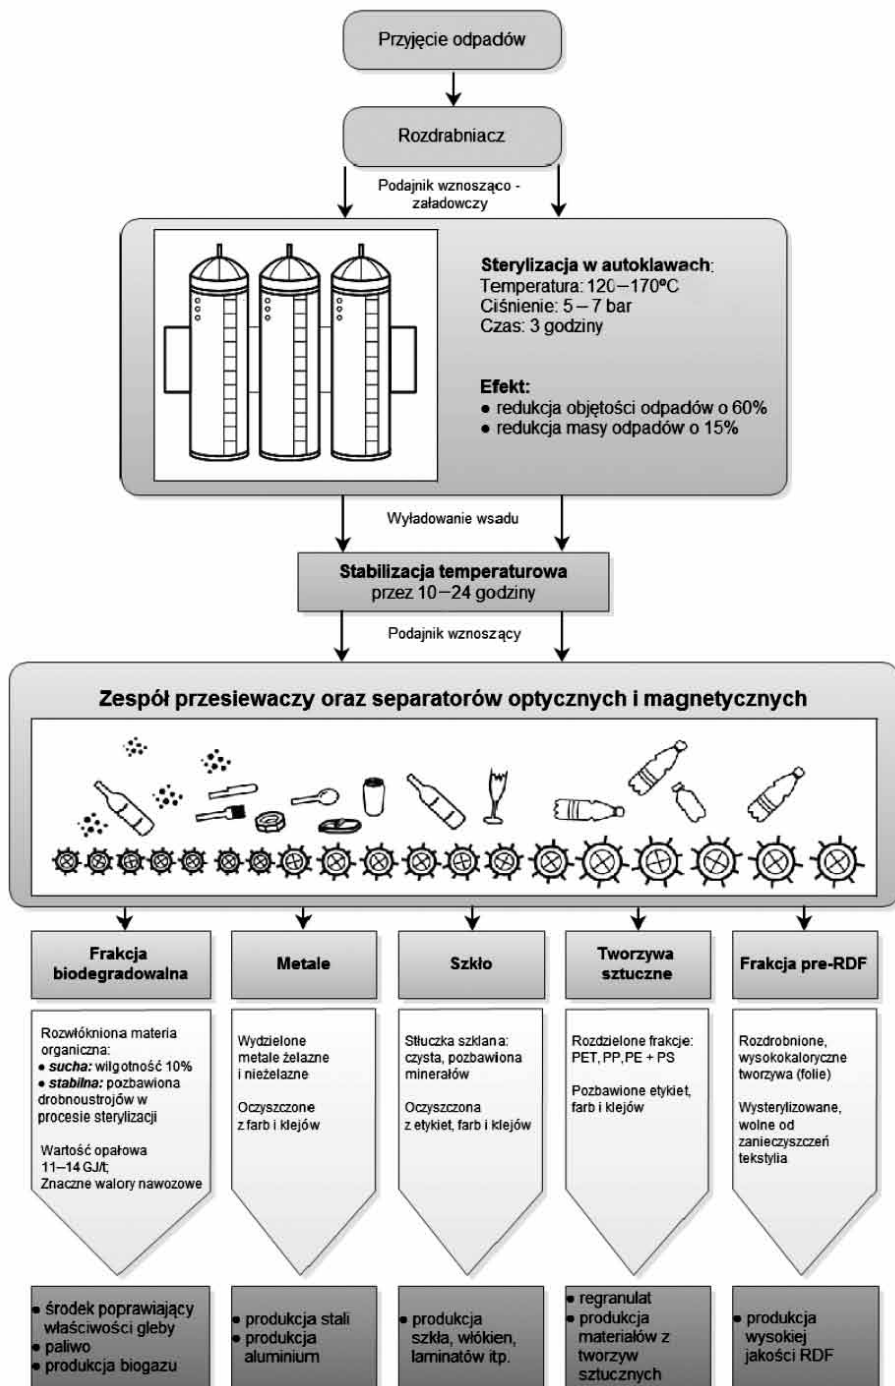 Przyjęcie odpadów
Rozdrabniacz
Podajnik wznosząco -
załadowczy
Sterylizacja w autoklawach:
Temperatura: 120–170ºC
Ciśnienie: 5 – 7 bar
Czas: 3 godziny
Efekt:
● redukcja objętości odpadów o 60%
● redukcja masy odpadów o 15%
Wyładowanie wsadu
Stabilizacja temperaturowa
przez 10–24 godziny
Podajnik wznoszący
Zespół przesiewaczy oraz separatorów optycznych i magnetycznych
Frakcja
biodegradowalna
Rozwłókniona materia
organiczna:
● sucha: wilgotność 10%
● stabilna: pozbawiona
drobnoustrojów w
procesie sterylizacji
Wartość opałowa
11–14 GJ/t;
Znaczne walory nawozowe
● środek poprawiający
właściwości gleby
● paliwo
● produkcja biogazu
Metale
Wydzielone
metale żelazne
i nieżelazne
Oczyszczone
z farb i klejów
● produkcja stali
● produkcja
aluminium
Szkło
Stłuczka szklana:
czysta, pozbawiona
minerałów
Oczyszczona
z etykiet, farb i klejów
● produkcja
szkła, włókien,
laminatów itp.
Tworzywa
sztuczne
Rozdzielone frakcje:
PET, PP,PE + PS
Pozbawione etykiet,
farb i klejów
● regranulat
● produkcja
materiałów z
tworzyw
sztucznych
Frakcja pre-RDF
Rozdrobnione,
wysokokaloryczne
tworzywa (folie)
Wysterylizowane,
wolne od
zanieczyszczeń
tekstylia
● produkcja
wysokiej
jakości RDF